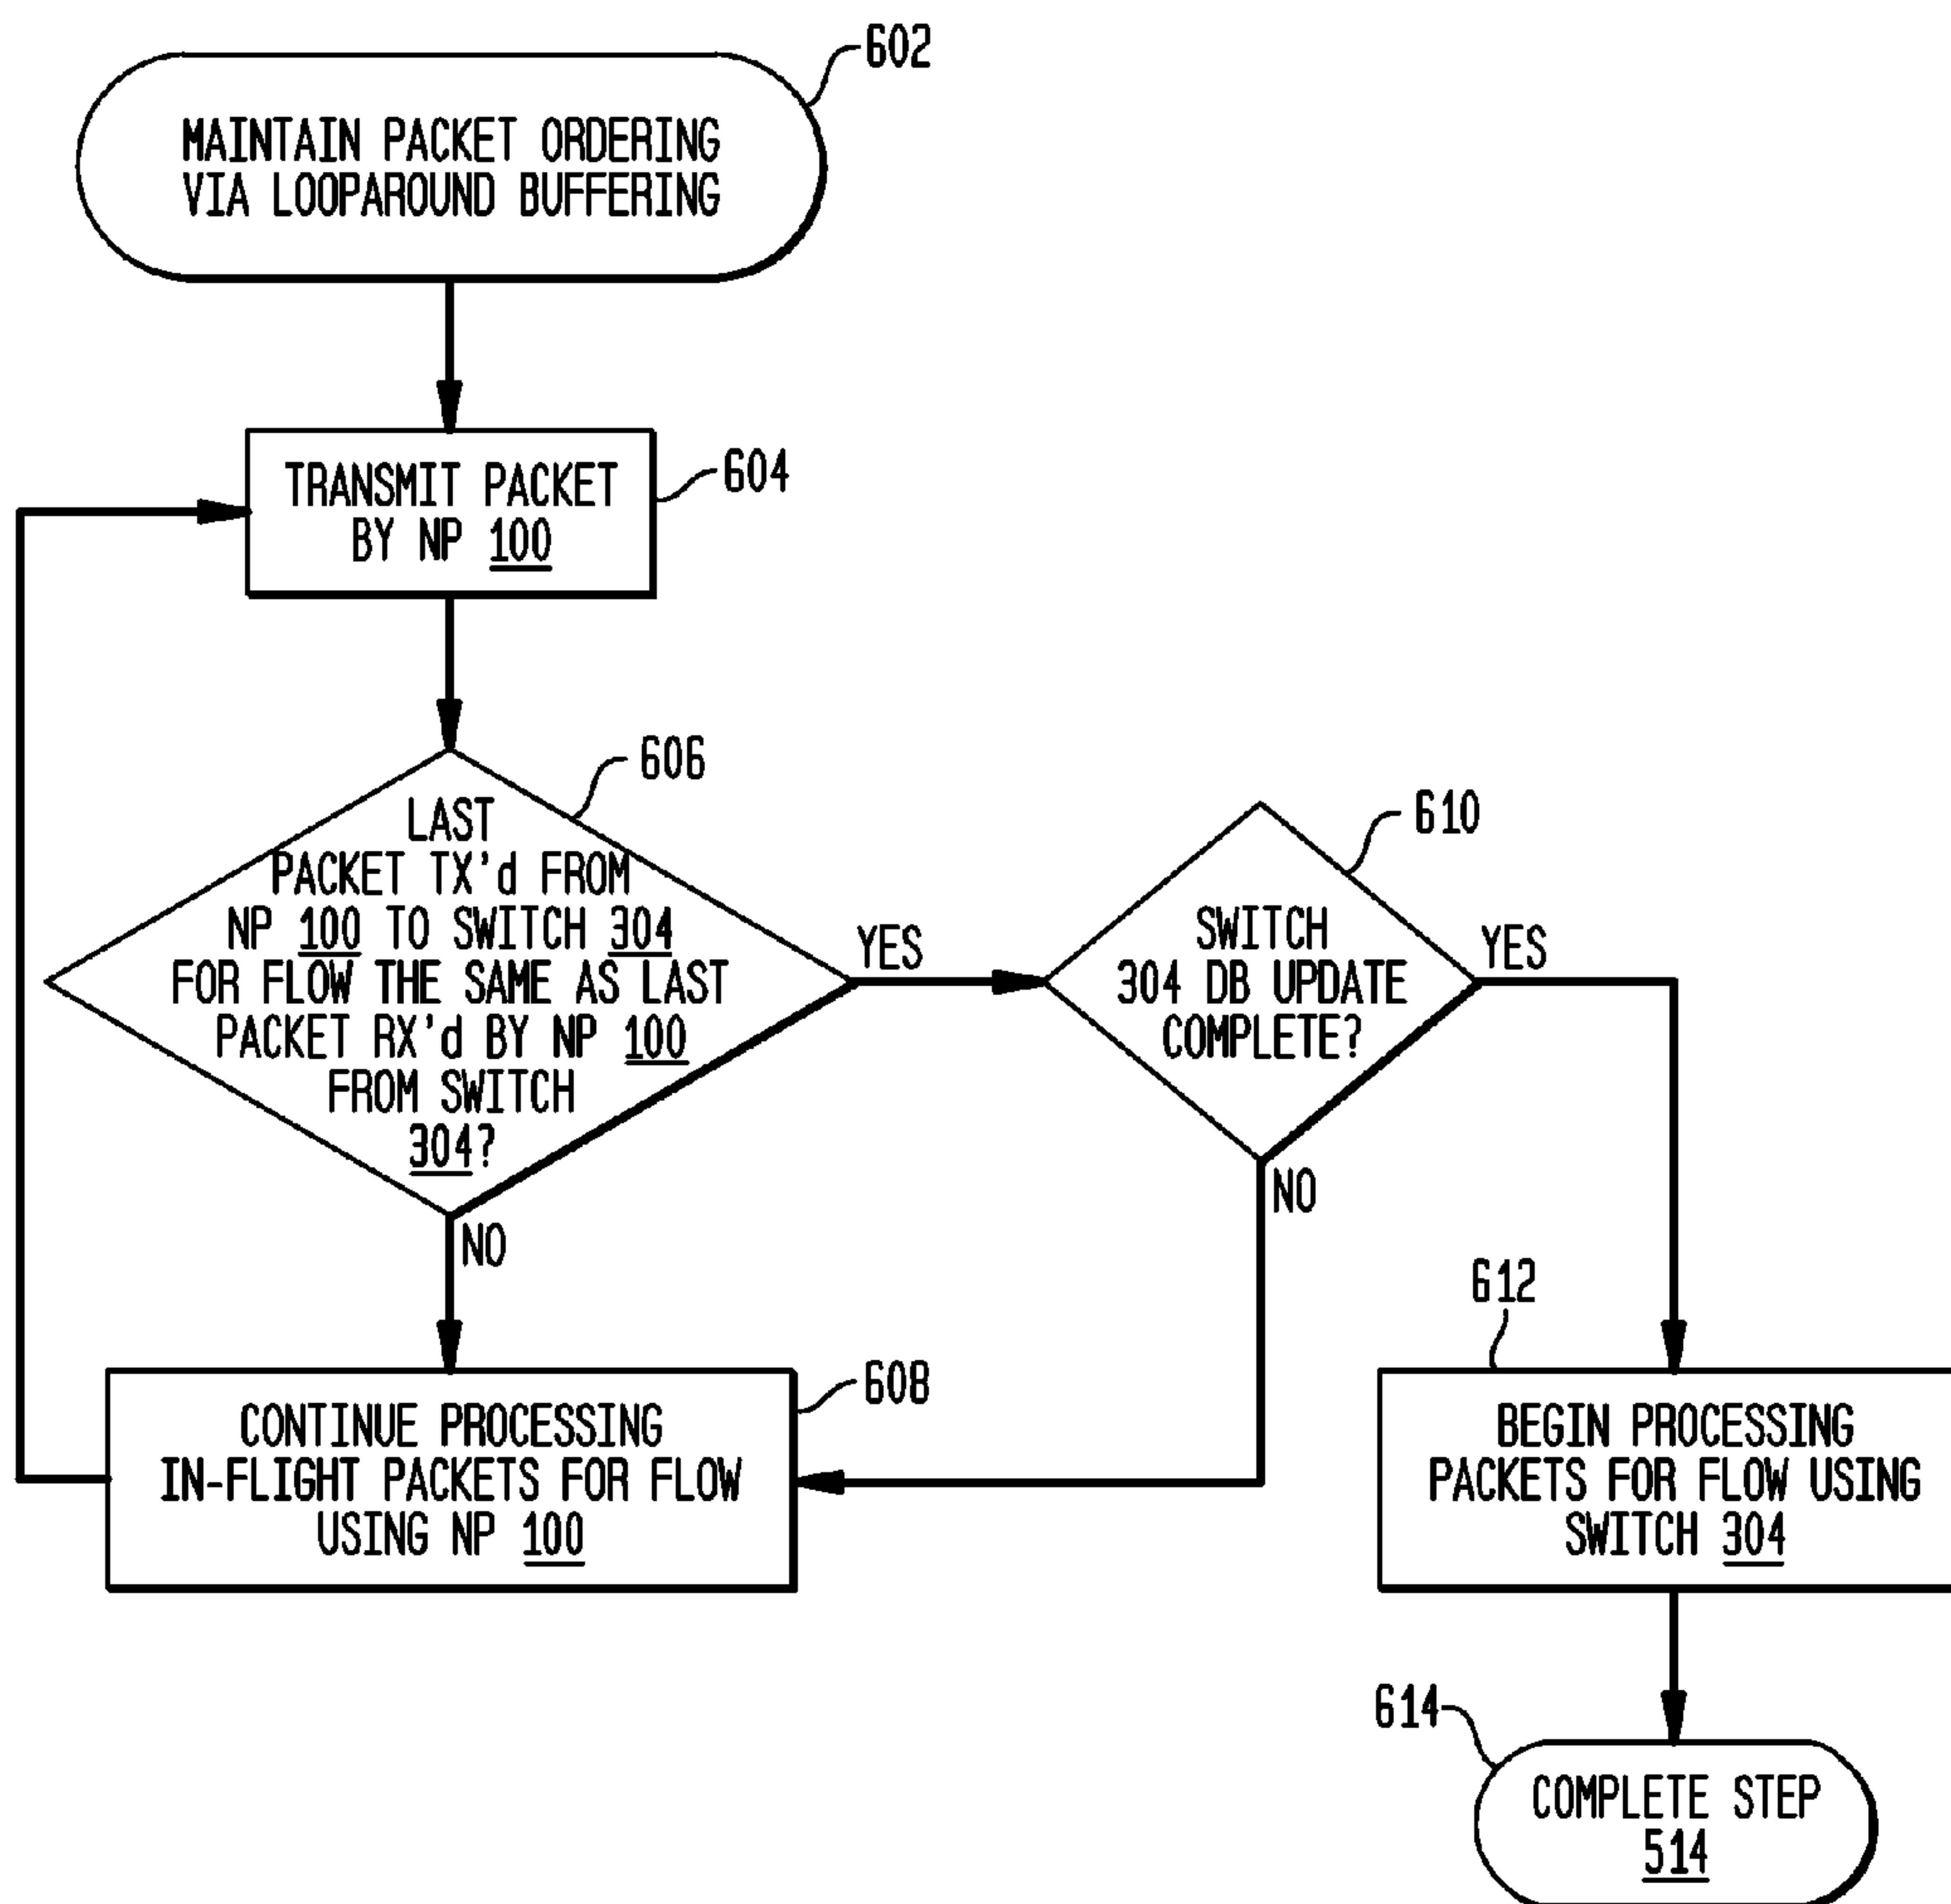 602
MAINTAIN PACKET ORDERING
VIA LOOPAROUND BUFFERING
TRANSMIT PACKET
BY NP 100
604
606
LAST
PACKET TX'd FROM
NP 100 TO SWITCH 304
FOR FLOW THE SAME AS LAST
PACKET RX'd BY NP 100
FROM SWITCH
304?
YES
NO
610
SWITCH
304 DB UPDATE
COMPLETE?
YES
NO
608
CONTINUE PROCESSING
IN-FLIGHT PACKETS FOR FLOW
USING NP 100
612
BEGIN PROCESSING
PACKETS FOR FLOW USING
SWITCH 304
614
COMPLETE STEP
514